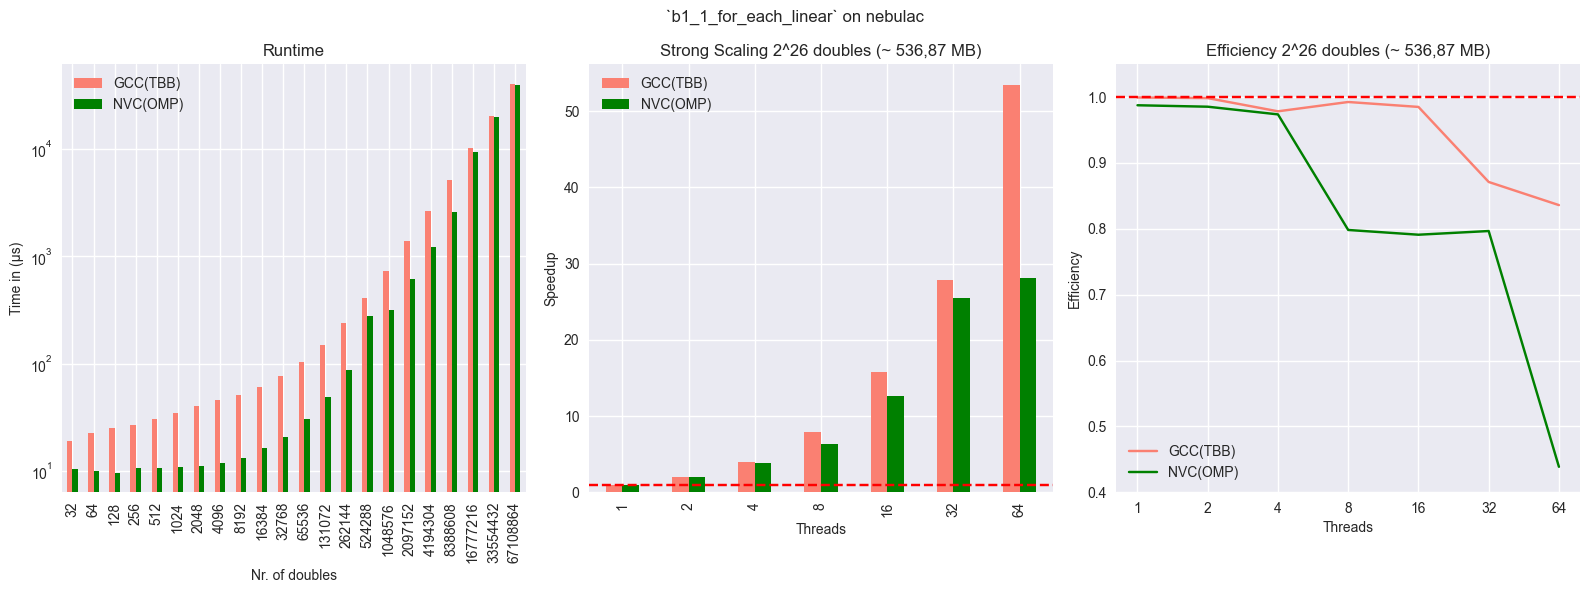 `b1_1_for_each_linear` on nebulac
Runtime
GCC(TBB)
NVC(OMP)
Time in (µs)
10^4
10^3
10^2
10^1
32 64 128 256 512 1024 2048 4096 8192 16384 32768 65536 131072 262144 524288 1048576 2097152 4194304 8388608 16777216 33554432 67108864
Nr. of doubles
Strong Scaling 2^26 doubles (~ 536,87 MB)
GCC(TBB)
NVC(OMP)
Speedup
50
40
30
20
10
0
1 2 4 8 16 32 64
Threads
Efficiency 2^26 doubles (~ 536,87 MB)
Efficiency
1.0
0.9
0.8
0.7
0.6
0.5
0.4
GCC(TBB)
NVC(OMP)
1 2 4 8 16 32 64
Threads